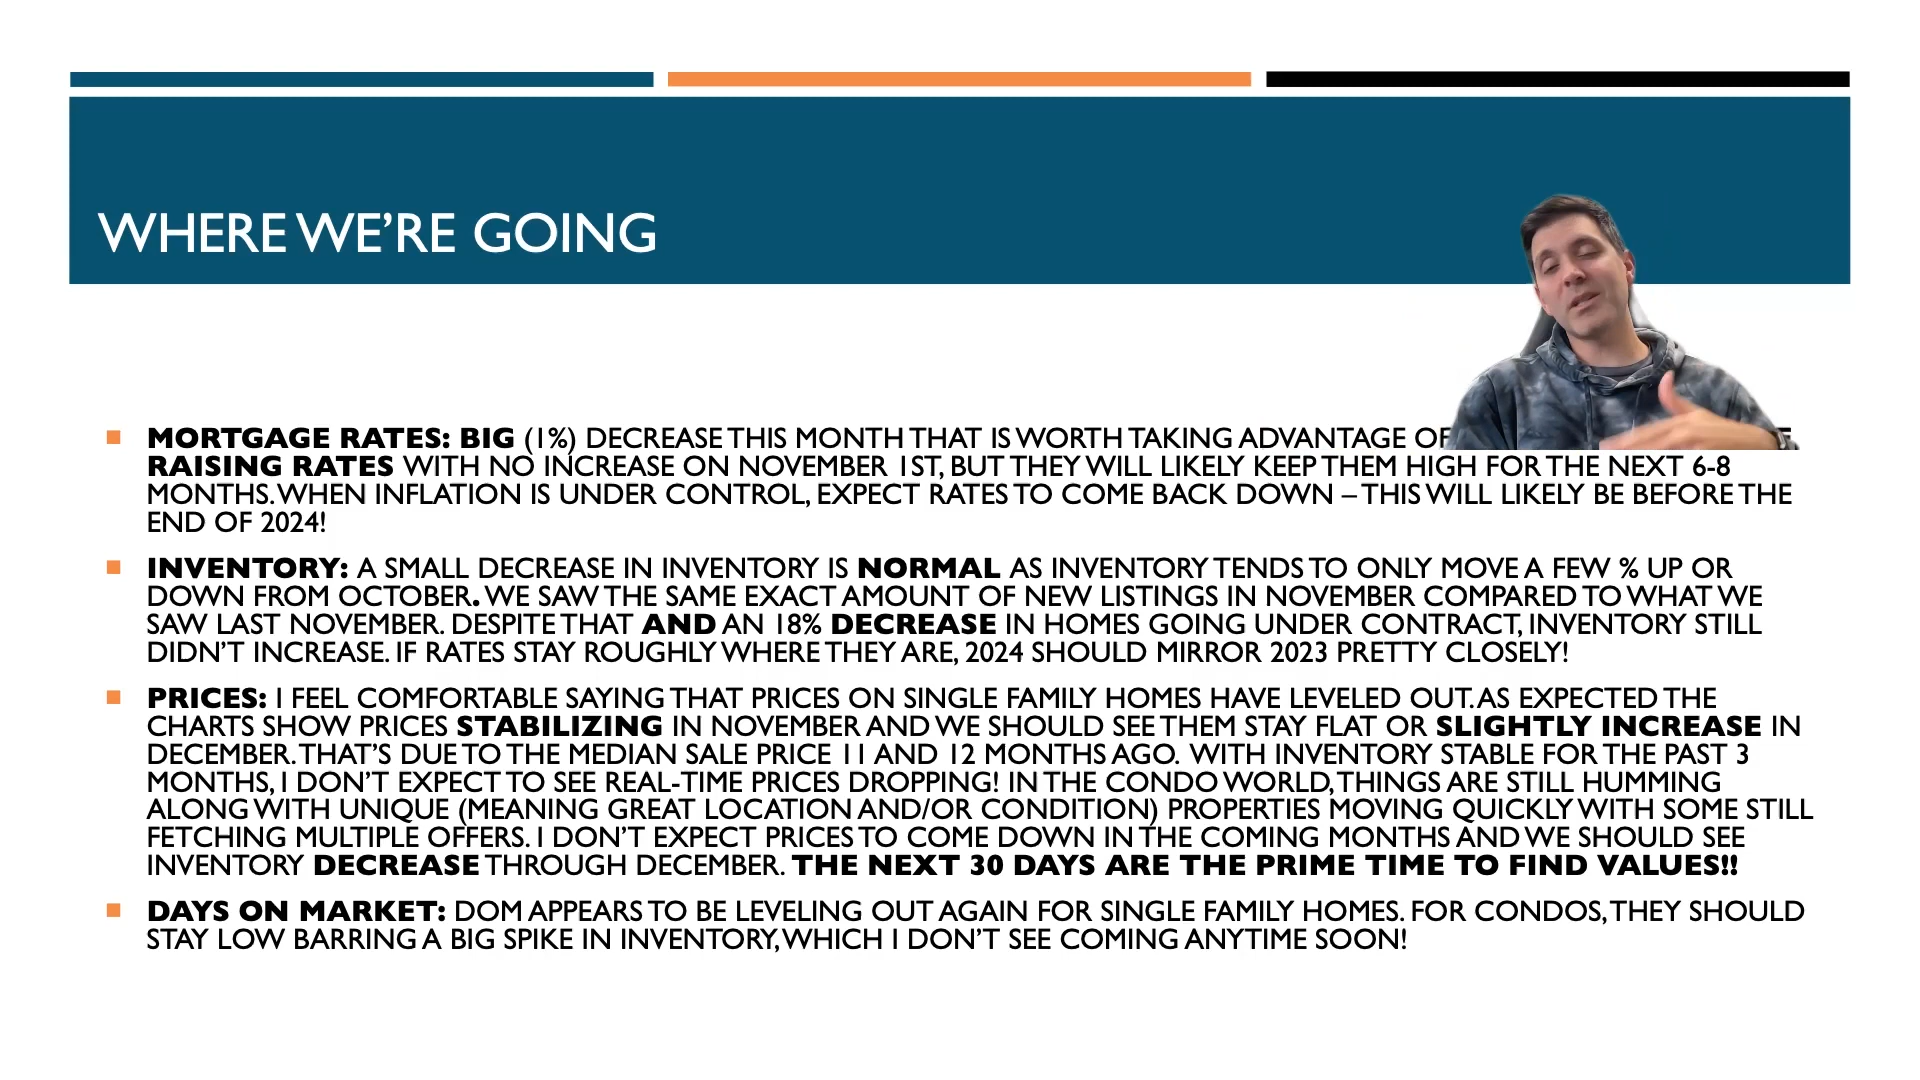 WHERE WE'RE GOING
MORTGAGE RATES: BIG (1%) DECREASE THIS MONTH THAT IS WORTH TAKING ADVANTAGE OF
RAISING RATES WITH NO INCREASE ON NOVEMBER 1ST, BUT THEY WILL LIKELY KEEP THEM HIGH FOR THE NEXT 6-8
MONTHS. WHEN INFLATION IS UNDER CONTROL, EXPECT RATES TO COME BACK DOWN – THIS WILL LIKELY BE BEFORE THE
END OF 2024!
INVENTORY: A SMALL DECREASE IN INVENTORY IS NORMAL AS INVENTORY TENDS TO ONLY MOVE A FEW % UP OR
DOWN FROM OCTOBER. WE SAW THE SAME EXACT AMOUNT OF NEW LISTINGS IN NOVEMBER COMPARED TO WHAT WE
SAW LAST NOVEMBER. DESPITE THAT AND AN 18% DECREASE IN HOMES GOING UNDER CONTRACT, INVENTORY STILL
DIDN'T INCREASE. IF RATES STAY ROUGHLY WHERE THEY ARE, 2024 SHOULD MIRROR 2023 PRETTY CLOSELY!
PRICES: I FEEL COMFORTABLE SAYING THAT PRICES ON SINGLE FAMILY HOMES HAVE LEVELED OUT. AS EXPECTED THE
CHARTS SHOW PRICES STABILIZING IN NOVEMBER AND WE SHOULD SEE THEM STAY FLAT OR SLIGHTLY INCREASE IN
DECEMBER. THAT'S DUE TO THE MEDIAN SALE PRICE 11 AND 12 MONTHS AGO. WITH INVENTORY STABLE FOR THE PAST 3
MONTHS, I DON'T EXPECT TO SEE REAL-TIME PRICES DROPPING! IN THE CONDO WORLD, THINGS ARE STILL HUMMING
ALONG WITH UNIQUE (MEANING GREAT LOCATION AND/OR CONDITION) PROPERTIES MOVING QUICKLY WITH SOME STILL
FETCHING MULTIPLE OFFERS. I DON'T EXPECT PRICES TO COME DOWN IN THE COMING MONTHS AND WE SHOULD SEE
INVENTORY DECREASE THROUGH DECEMBER. THE NEXT 30 DAYS ARE THE PRIME TIME TO FIND VALUES!!
DAYS ON MARKET: DOM APPEARS TO BE LEVELING OUT AGAIN FOR SINGLE FAMILY HOMES. FOR CONDOS, THEY SHOULD
STAY LOW BARRING A BIG SPIKE IN INVENTORY, WHICH I DON'T SEE COMING ANYTIME SOON!